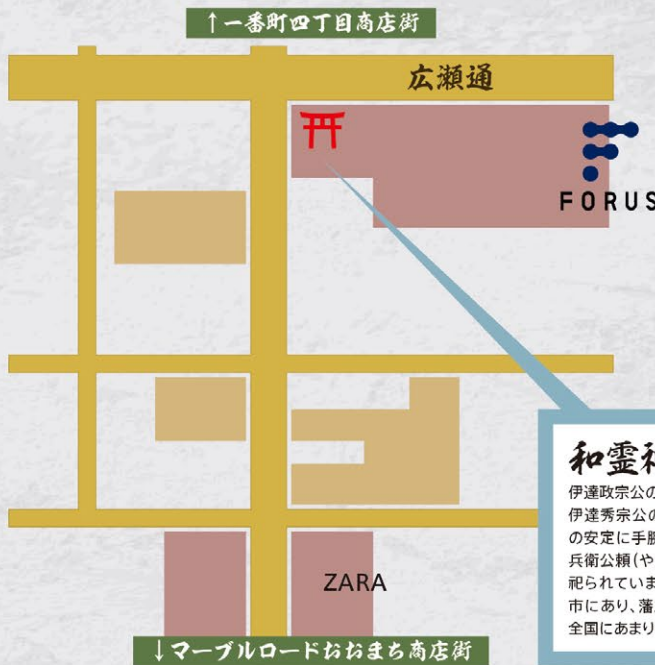 ↑一番町四丁目商店街
広瀬通
FORUS
ZARA
和霊
伊達政宗公の
伊達秀宗公の
の安定に手腕
兵衛公頼(や
祀られていま
市にあり、藩
全国にあまり
↓マーブルロードおおまち商店街